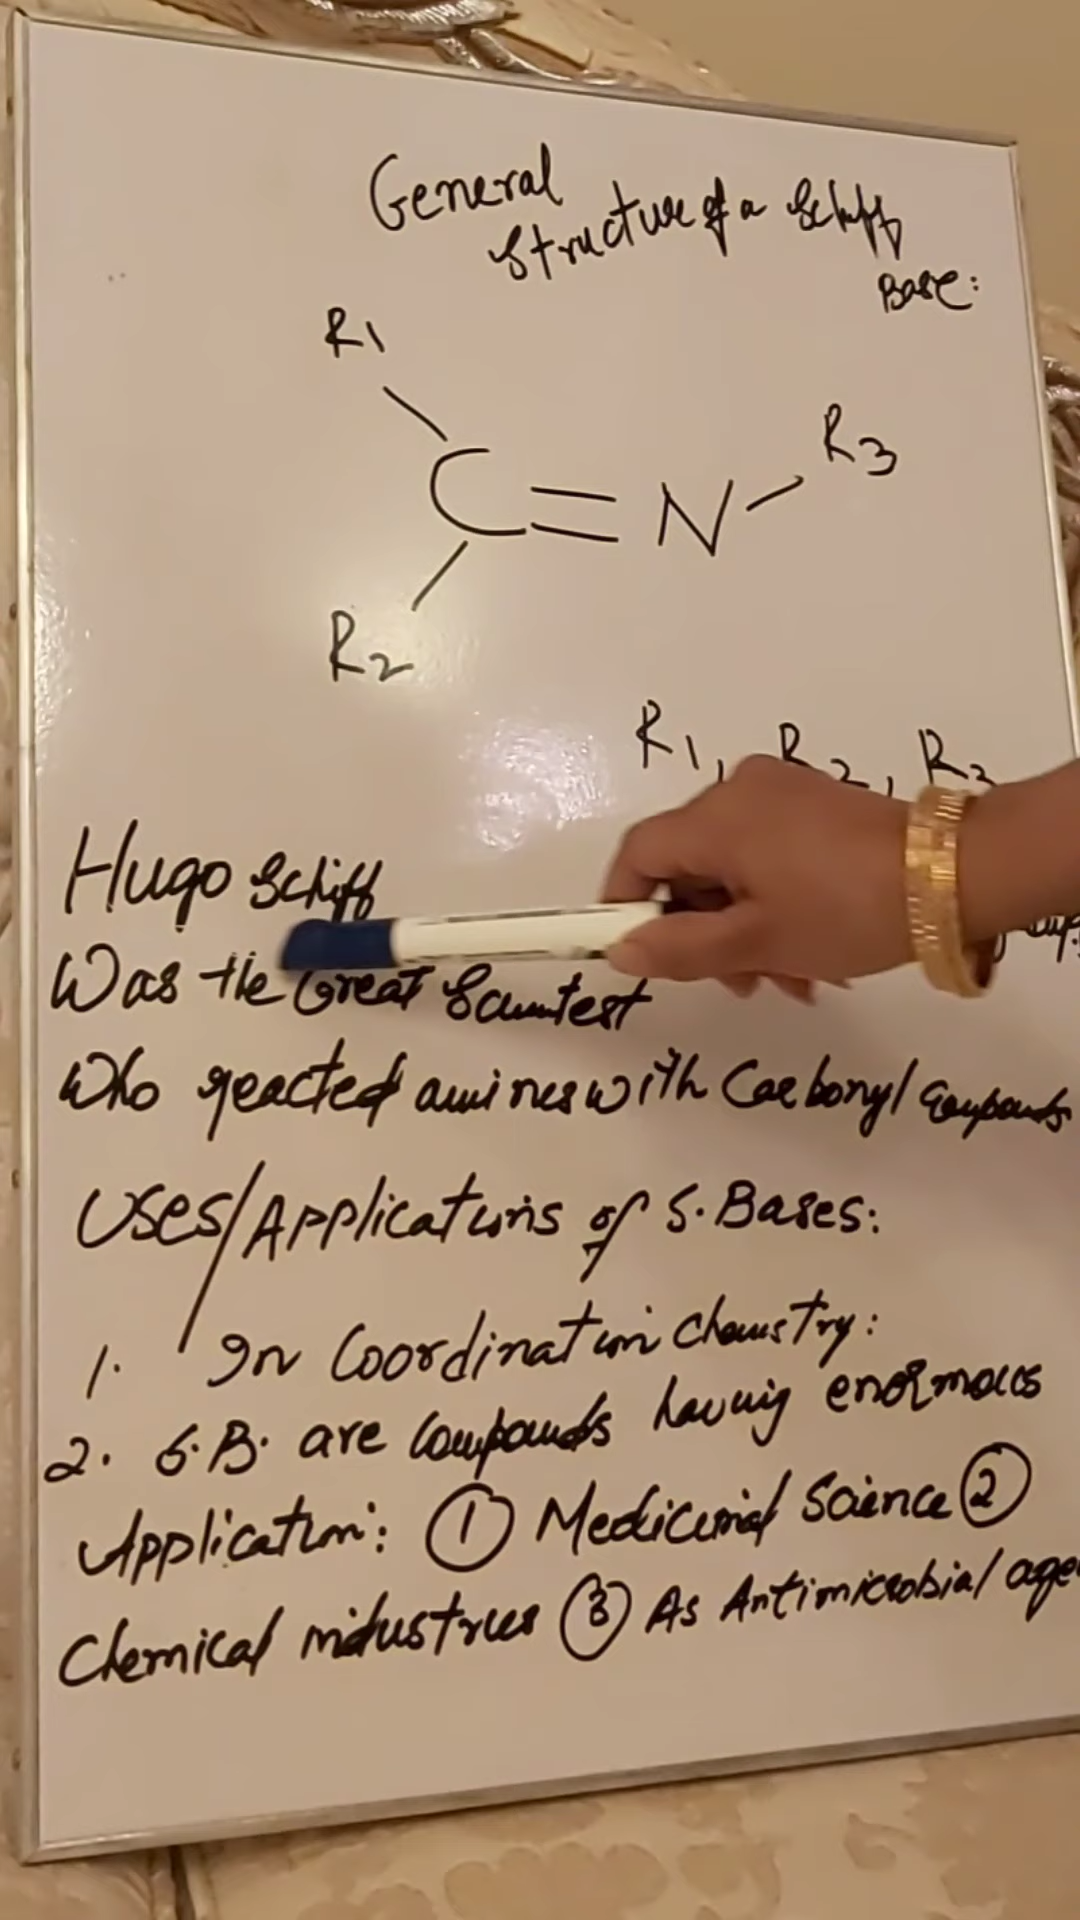 General
Structure of a Schiff
Base:
R1
C = N
R3
R2
R1, R2, R3
Hugo Schiff
Was the Great
Who reacted amines with Carbonyl Compounds
Uses/Applications of S. Bases:
1. In Coordination Chemistry:
2. S.B. are Compounds having enormous
Application: ① Medicinal Science ②
Chemical industries ③ As Antimicrobial age